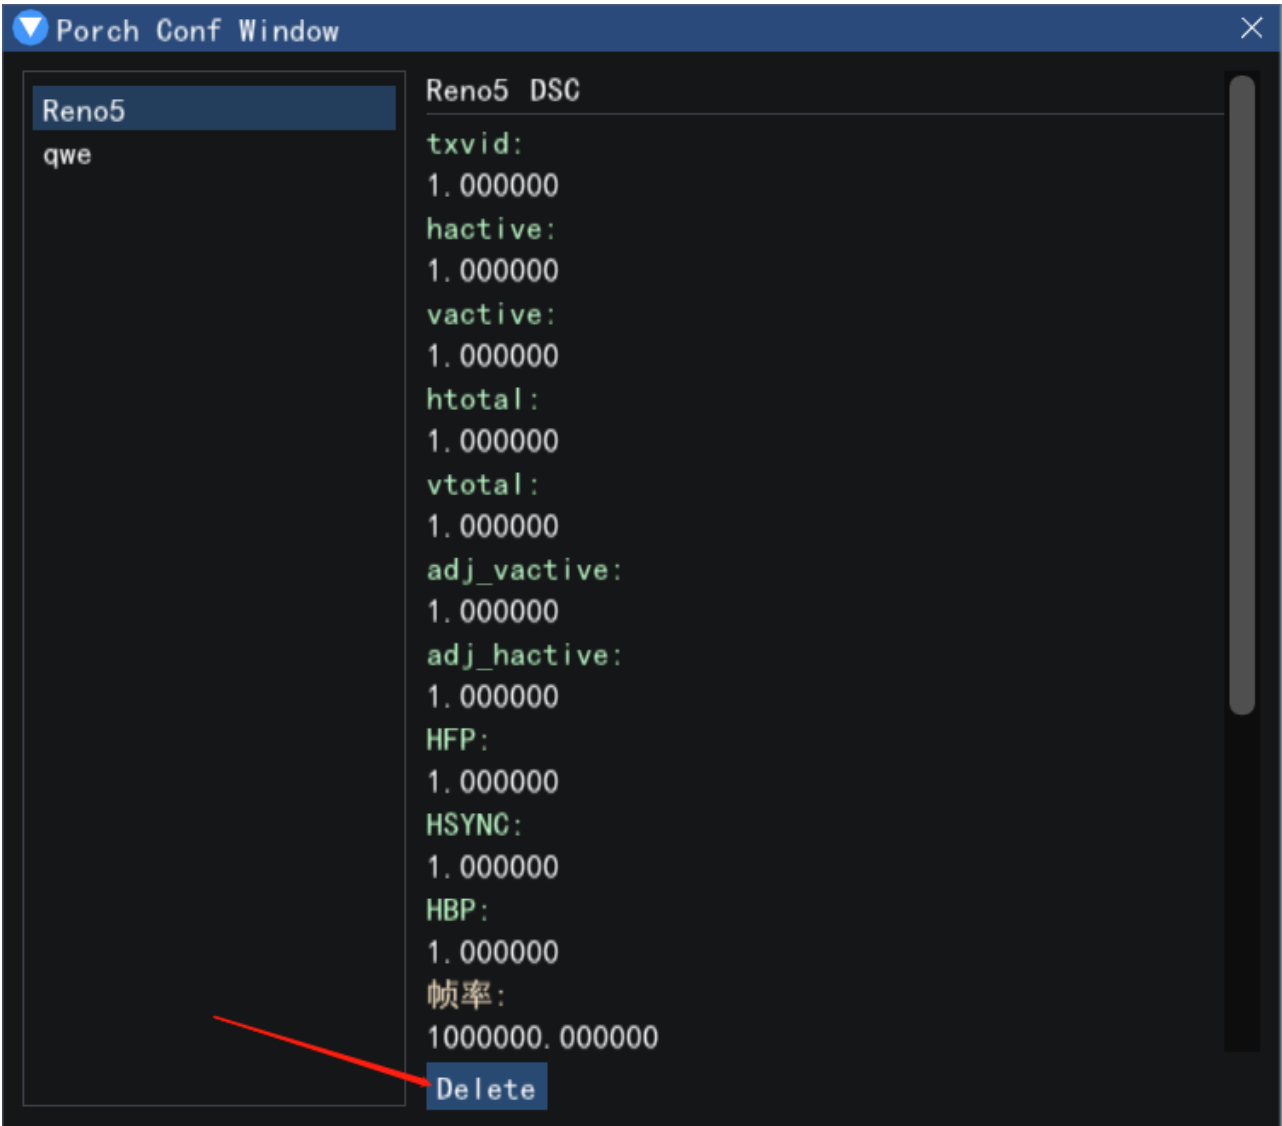 Porch Conf Window
Reno5
qwe
Reno5 DSC
txvid:
1.000000
hactive:
1.000000
vactive:
1.000000
htotal:
1.000000
vtotal:
1.000000
adj_vactive:
1.000000
adj_hactive:
1.000000
HFP:
1.000000
HSYNC:
1.000000
HBP:
1.000000
帧率:
1000000.000000
Delete